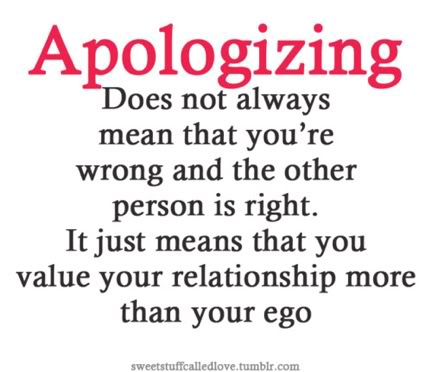 Apologizing
Does not always
mean that you're
wrong and the other
person is right.
It just means that you
value your relationship more
than your ego
sweetstuffcalledlove.tumblr.com